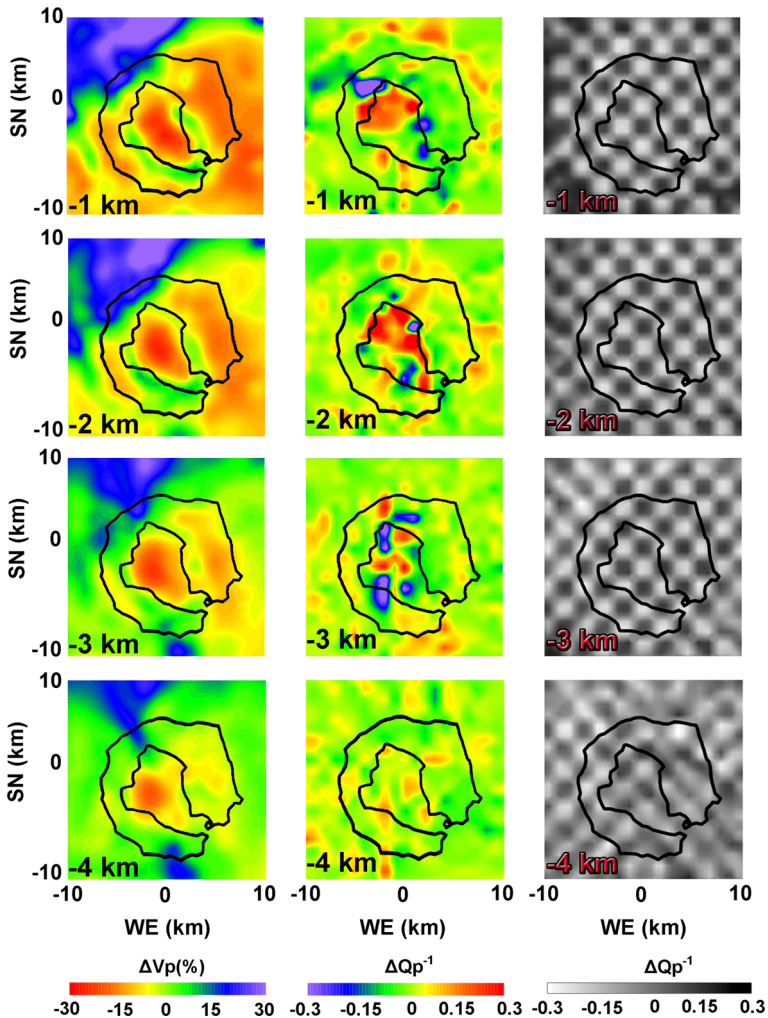 10
SN (km)
0
-10
-1 km
-1 km
-1 km
10
SN (km)
0
-10
-2 km
-2 km
-2 km
10
SN (km)
0
-10
-3 km
-3 km
-3 km
10
SN (km)
0
-10
-4 km
-4 km
-4 km
-10 0 10 -10 0 10 -10 0 10
WE (km) WE (km) WE (km)
ΔVp(%) ΔQp⁻¹ ΔQp⁻¹
-30 -15 0 15 30 -0.3 -0.15 0 0.15 0.3 -0.3 -0.15 0 0.15 0.3